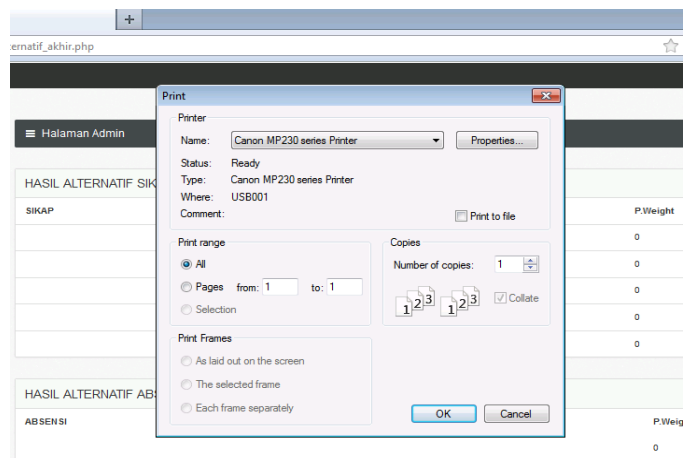 +
ernatif_akhir.php
Print
Printer
Name: Canon MP230 series Printer Properties...
Status: Ready
Type: Canon MP230 series Printer
Where: USB001
Comment: Print to file
Print range
All
Pages from: 1 to: 1
Selection
Copies
Number of copies: 1
1 2 3 1 2 3 Collate
Print Frames
As laid out on the screen
The selected frame
Each frame separately
OK Cancel
Halaman Admin
HASIL ALTERNATIF SIK
SIKAP P.Weight
0
0
0
0
0
HASIL ALTERNATIF AB
ABSENSI P.Weig
0